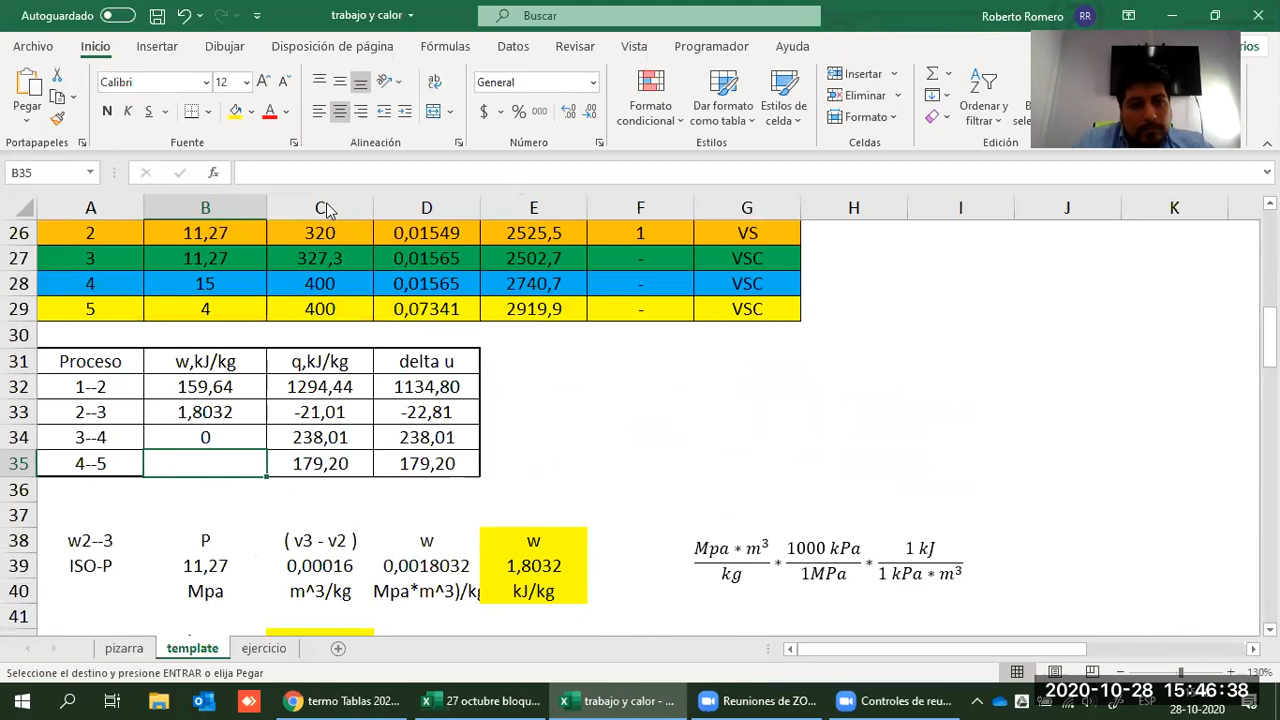 Autoguardado trabajo y calor Buscar Roberto Romero RR
Archivo Inicio Insertar Dibujar Disposición de página Fórmulas Datos Revisar Vista Programador Ayuda
Pegar Calibri 12 N K S General $ % 000
Formato condicional Dar formato como tabla Estilos de celda
Insertar Eliminar Formato Ordenar y filtrar
Portapapeles Fuente Alineación Número Estilos Celdas Edición
B35 fx
A B C D E F G H I J K
26 2 11,27 320 0,01549 2525,5 1 VS
27 3 11,27 327,3 0,01565 2502,7 - VSC
28 4 15 400 0,01565 2740,7 - VSC
29 5 4 400 0,07341 2919,9 - VSC
30
31 Proceso w,kJ/kg q,kJ/kg delta u
32 1--2 159,64 1294,44 1134,80
33 2--3 1,8032 -21,01 -22,81
34 3--4 0 238,01 238,01
35 4--5 179,20 179,20
36
37
38 w2--3 P ( v3 - v2 ) w w
39 ISO-P 11,27 0,00016 0,0018032 1,8032
40 Mpa m^3/kg Mpa*m^3)/kg kJ/kg
41
Mpa ∗ m³ 1000 kPa 1 kJ
∗ ∗
kg 1MPa 1 kPa ∗ m³
pizarra template ejercicio
Seleccione el destino y presione ENTRAR o elija Pegar 130%
termo Tablas 202... 27 octubre bloqu... trabajo y calor - ... Reuniones de ZO... Controles de reu... ESP
2020-10-28 15:46:38
28-10-2020